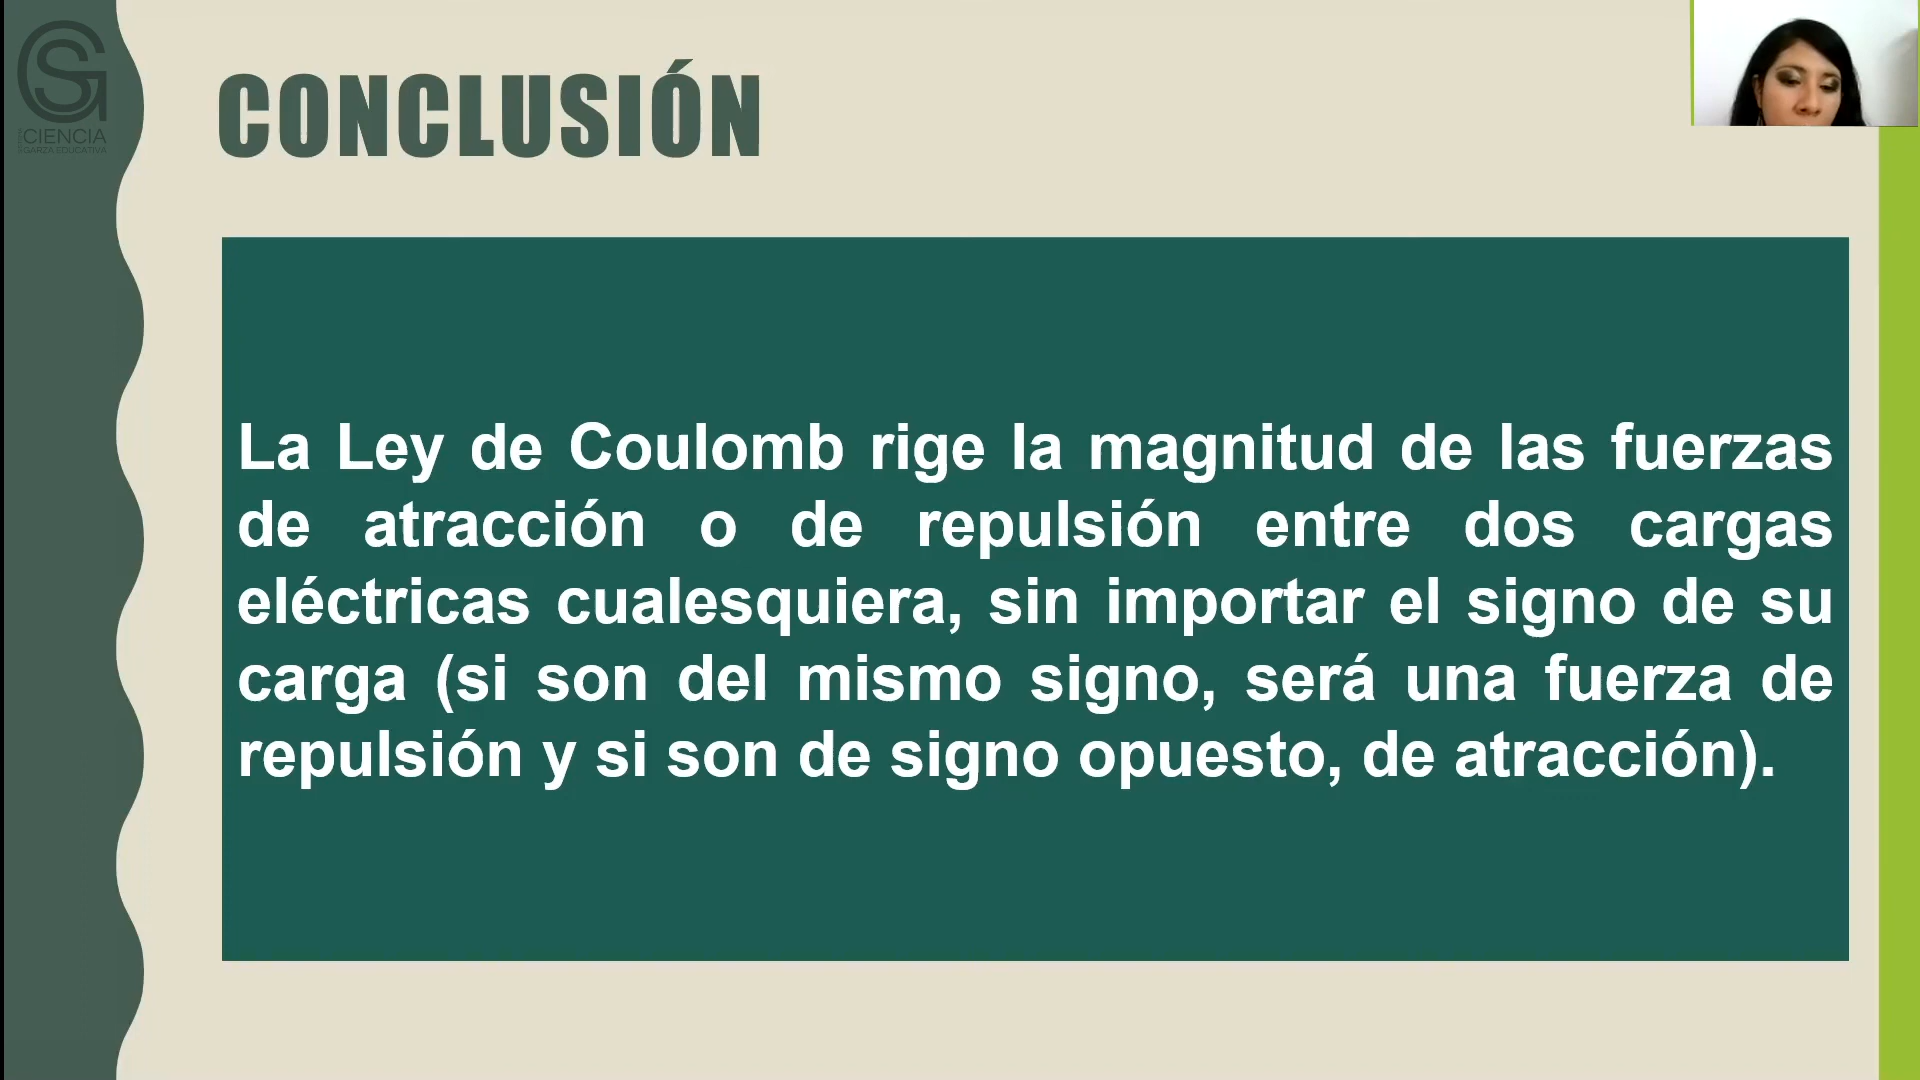 CIENCIA
GARZA EDUCATIVA
CONCLUSIÓN
La Ley de Coulomb rige la magnitud de las fuerzas
de atracción o de repulsión entre dos cargas
eléctricas cualesquiera, sin importar el signo de su
carga (si son del mismo signo, será una fuerza de
repulsión y si son de signo opuesto, de atracción).